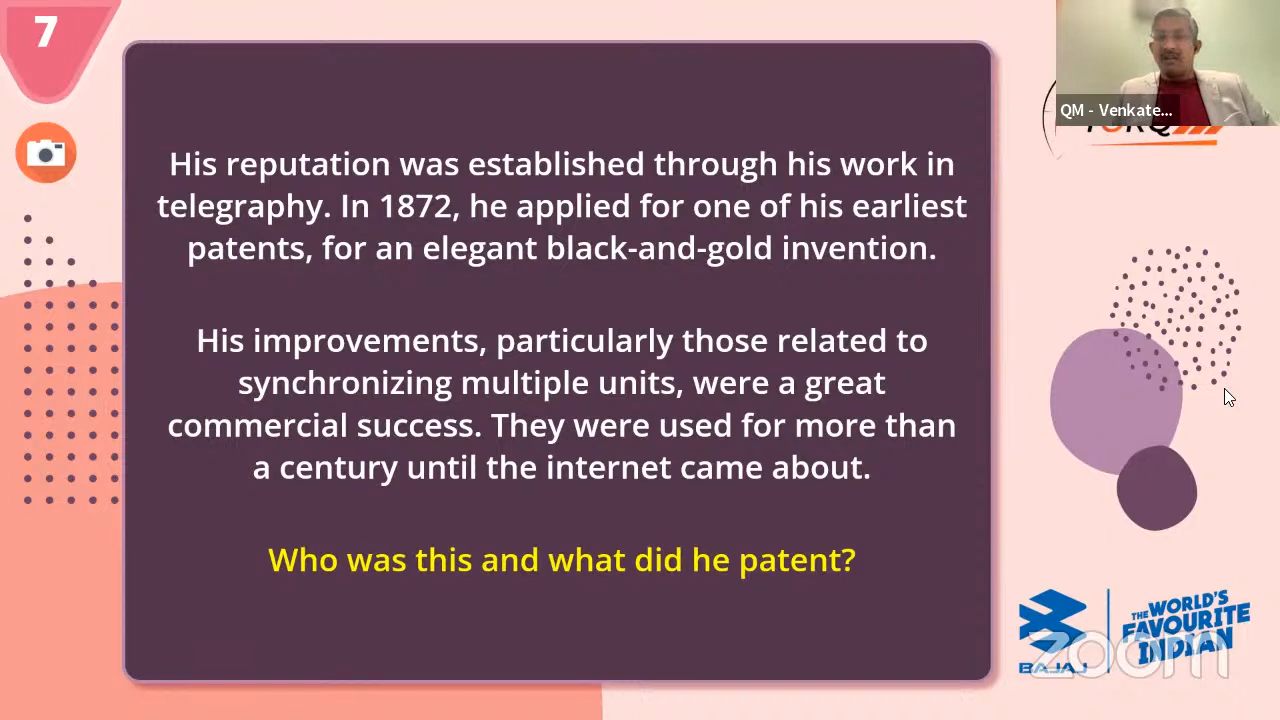 7
QM - Venkate...
His reputation was established through his work in
telegraphy. In 1872, he applied for one of his earliest
patents, for an elegant black-and-gold invention.
His improvements, particularly those related to
synchronizing multiple units, were a great
commercial success. They were used for more than
a century until the internet came about.
Who was this and what did he patent?
THE WORLD'S
FAVOURITE
INDIAN
BAJAJ
zoom